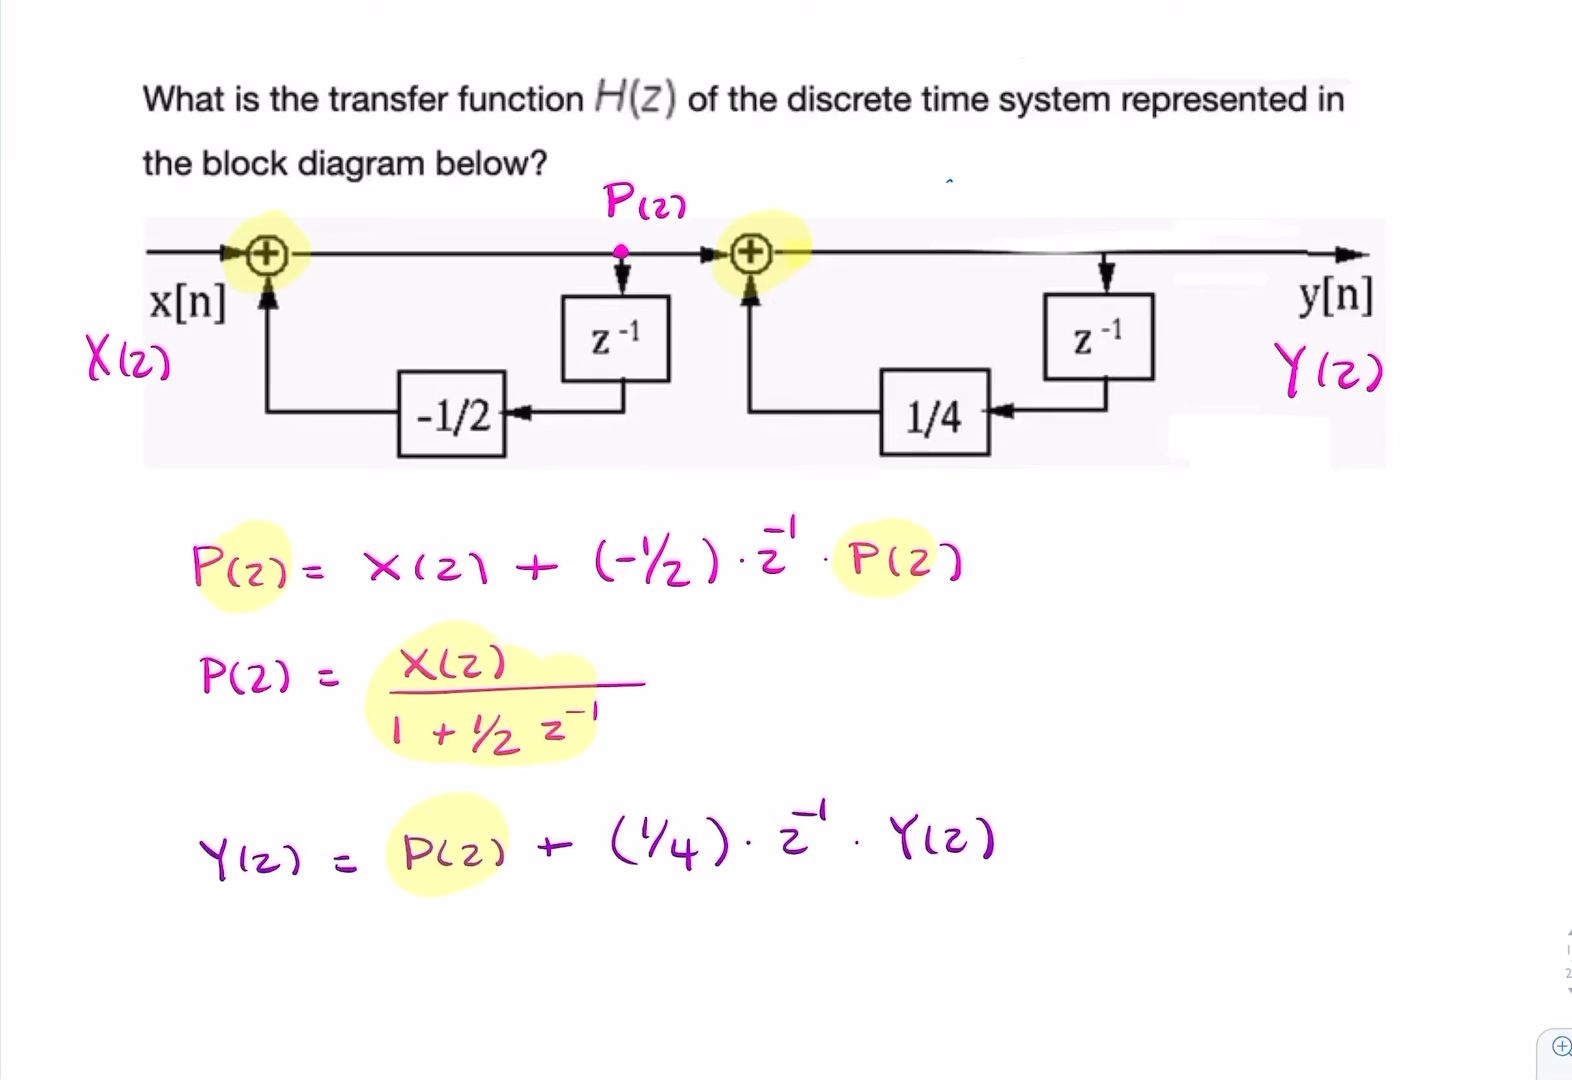 What is the transfer function H(z) of the discrete time system represented in
the block diagram below?
P(z)
x[n]
X(z)
z⁻¹
-1/2
z⁻¹
1/4
y[n]
Y(z)
P(z) = X(z) + (-1/2) · z⁻¹ · P(z)
P(z) = X(z) / 1 + 1/2 z⁻¹
Y(z) = P(z) + (1/4) · z⁻¹ · Y(z)